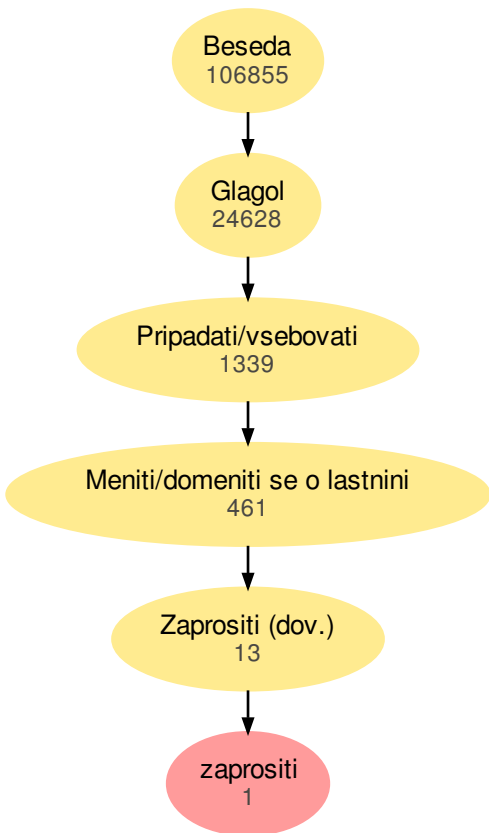 Beseda
106855
Glagol
24628
Pripadati/vsebovati
1339
Meniti/domeniti se o lastnini
461
Zaprositi (dov.)
13
zaprositi
1